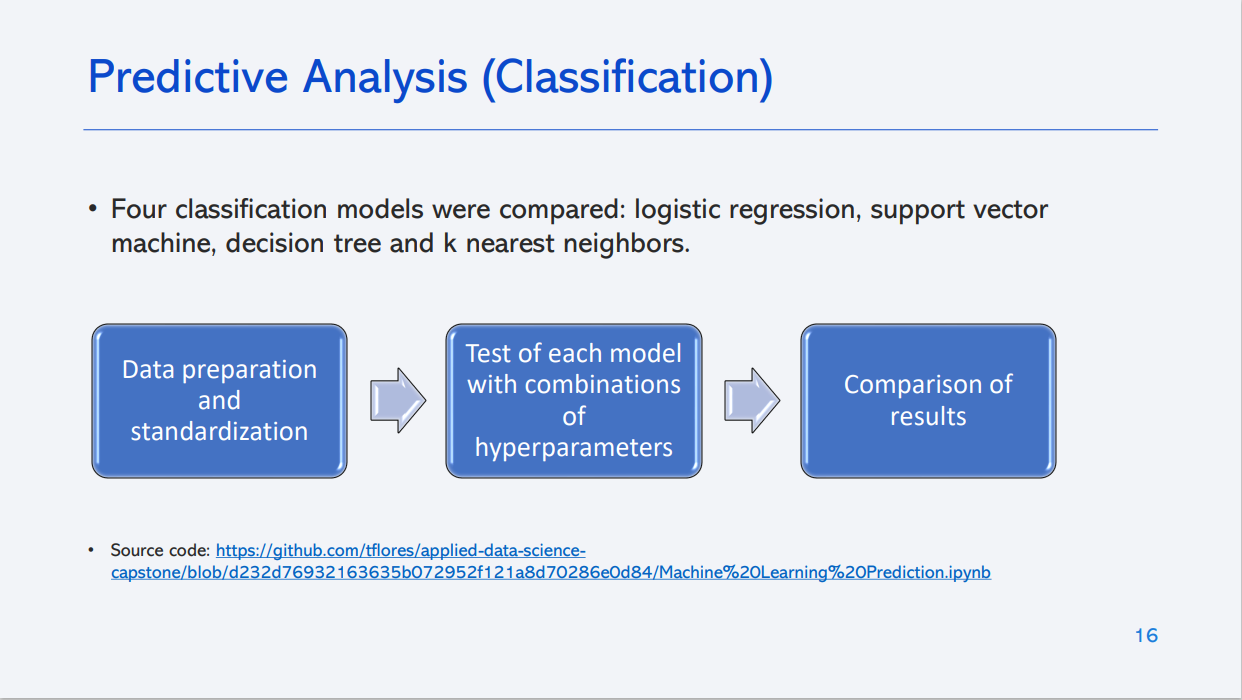 Predictive Analysis (Classification)
• Four classification models were compared: logistic regression, support vector
machine, decision tree and k nearest neighbors.
Data preparation
and
standardization
Test of each model
with combinations
of
hyperparameters
Comparison of
results
• Source code: https://github.com/tflores/applied-data-science-
capstone/blob/d232d76932163635b072952f121a8d70286e0d84/Machine%20Learning%20Prediction.ipynb
16